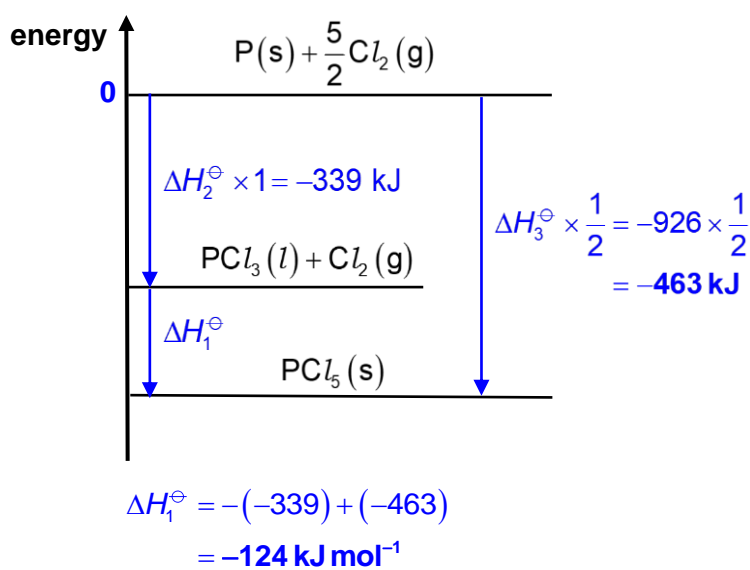 energy
P(s) + 5/2 Cl₂(g)
0
ΔH₂⦵ × 1 = −339 kJ
ΔH₃⦵ × 1/2 = −926 × 1/2
= −463 kJ
PCl₃(l) + Cl₂(g)
ΔH₁⦵
PCl₅(s)
ΔH₁⦵ = −(−339) + (−463)
= −124 kJ mol⁻¹